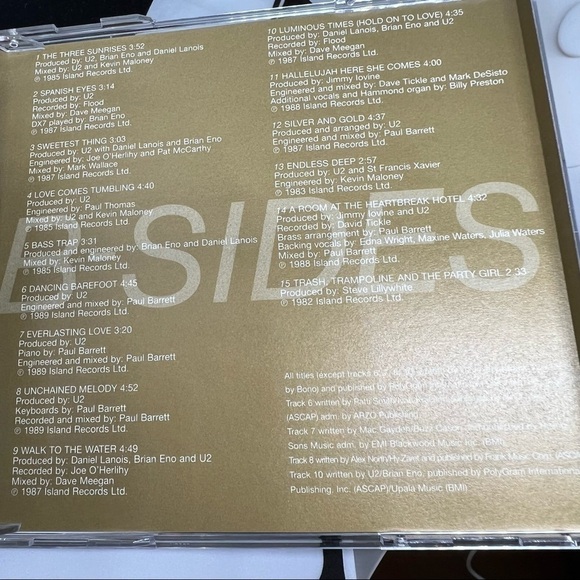 1 THE THREE SUNRISES 3:52
Produced by: U2, Brian Eno and Daniel Lanois
Mixed by: U2 and Kevin Maloney
℗ 1985 Island Records Ltd.
2 SPANISH EYES 3:14
Produced by: U2
Recorded by: Flood
Mixed by: Dave Meegan
DX7 played by: Brian Eno
℗ 1987 Island Records Ltd.
3 SWEETEST THING 3:03
Produced by: U2 with Daniel Lanois and Brian Eno
Engineered by: Joe O'Herlihy and Pat McCarthy
Mixed by: Mark Wallace
℗ 1987 Island Records Ltd.
4 LOVE COMES TUMBLING 4:40
Produced by: U2
Engineered by: Paul Thomas
Mixed by: U2 and Kevin Maloney
℗ 1985 Island Records Ltd.
5 BASS TRAP 3:31
Produced and engineered by: Brian Eno and Daniel Lanois
Mixed by: Kevin Maloney
℗ 1985 Island Records Ltd.
6 DANCING BAREFOOT 4:45
Produced by: U2
Engineered and mixed by: Paul Barrett
℗ 1989 Island Records Ltd.
7 EVERLASTING LOVE 3:20
Produced by: U2
Piano by: Paul Barrett
Engineered and mixed by: Paul Barrett
℗ 1989 Island Records Ltd.
8 UNCHAINED MELODY 4:52
Produced by: U2
Keyboards by: Paul Barrett
Recorded and mixed by: Paul Barrett
℗ 1989 Island Records Ltd.
9 WALK TO THE WATER 4:49
Produced by: Daniel Lanois, Brian Eno and U2
Recorded by: Joe O'Herlihy
Mixed by: Dave Meegan
℗ 1987 Island Records Ltd.
10 LUMINOUS TIMES (HOLD ON TO LOVE) 4:35
Produced by: Daniel Lanois, Brian Eno and U2
Recorded by: Flood
Mixed by: Dave Meegan
℗ 1987 Island Records Ltd.
11 HALLELUJAH HERE SHE COMES 4:00
Produced by: Jimmy Iovine
Engineered and mixed by: Dave Tickle and Mark DeSisto
Additional vocals and Hammond organ by: Billy Preston
℗ 1988 Island Records Ltd.
12 SILVER AND GOLD 4:37
Produced and arranged by: U2
Engineered and mixed by: Paul Barrett
℗ 1987 Island Records Ltd.
13 ENDLESS DEEP 2:57
Produced by: U2 and St Francis Xavier
Engineered by: Kevin Maloney
℗ 1983 Island Records Ltd.
14 A ROOM AT THE HEARTBREAK HOTEL 4:32
Produced by: Jimmy Iovine and U2
Recorded by: David Tickle
Brass arrangement by: Paul Barrett
Backing vocals by: Edna Wright, Maxine Waters, Julia Waters
Mixed by: Paul Barrett
℗ 1988 Island Records Ltd.
15 TRASH, TRAMPOLINE AND THE PARTY GIRL 2:33
Produced by: Steve Lillywhite
℗ 1982 Island Records Ltd.
B SIDES
All titles (except tracks 6, 7,
by Bono) and published by
Track 6 written by Patti Smith
(ASCAP) adm. by ARZO Publishing
Track 7 written by Mac Gayden/Buzz Cason
Sons Music adm. by EMI Blackwood Music Inc. (BMI)
Track 8 written by Alex North/Hy Zaret and published by Frank Music Corp.
Track 10 written by U2/Brian Eno, published by PolyGram International
Publishing. Inc. (ASCAP)/Upala Music (BMI)